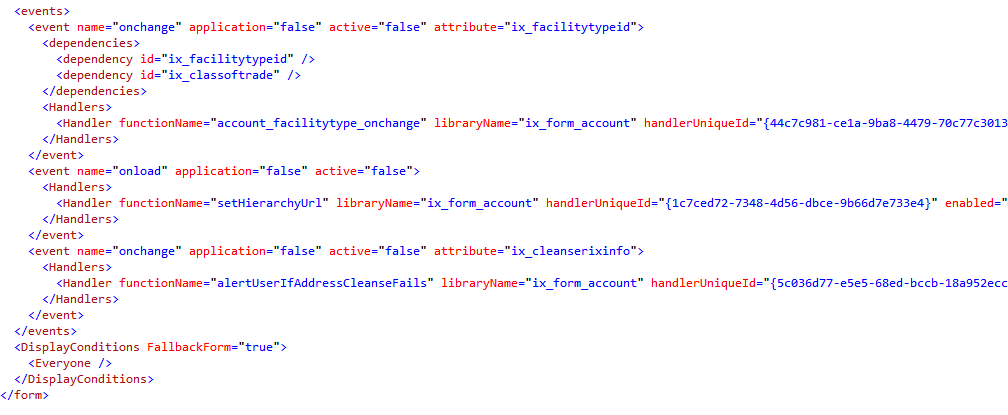 <events>
<event name="onchange" application="false" active="false" attribute="ix_facilitytypeid">
<dependencies>
<dependency id="ix_facilitytypeid" />
<dependency id="ix_classoftrade" />
</dependencies>
<Handlers>
<Handler functionName="account_facilitytype_onchange" libraryName="ix_form_account" handlerUniqueId="{44c7c981-ce1a-9ba8-4479-70c77c3013
</Handlers>
</event>
<event name="onload" application="false" active="false">
<Handlers>
<Handler functionName="setHierarchyUrl" libraryName="ix_form_account" handlerUniqueId="{1c7ced72-7348-4d56-dbce-9b66d7e733e4}" enabled="
</Handlers>
</event>
<event name="onchange" application="false" active="false" attribute="ix_cleanserixinfo">
<Handlers>
<Handler functionName="alertUserIfAddressCleanseFails" libraryName="ix_form_account" handlerUniqueId="{5c036d77-e5e5-68ed-bccb-18a952ecc
</Handlers>
</event>
</events>
<DisplayConditions FallbackForm="true">
<Everyone />
</DisplayConditions>
</form>